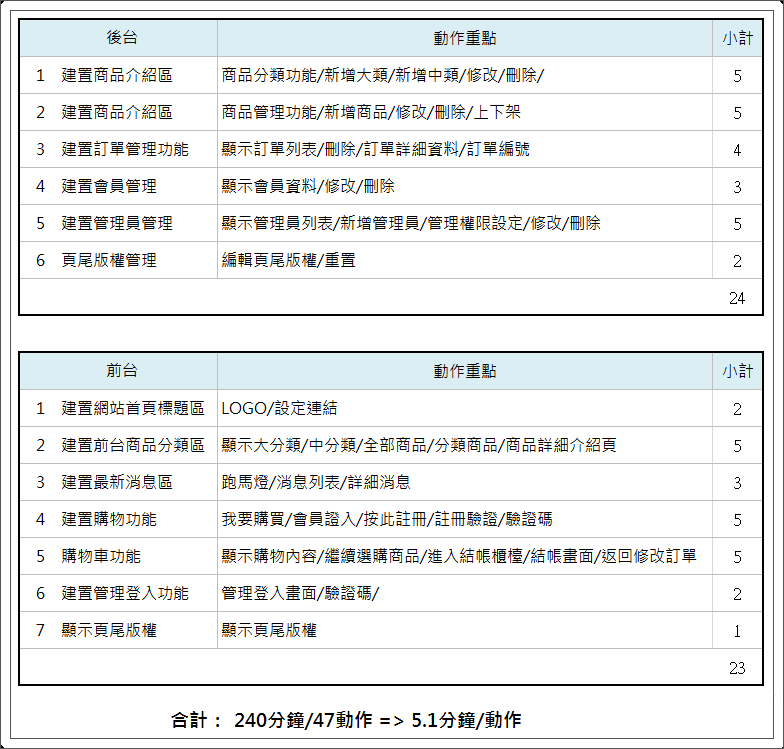 後台 動作重點 小計
1 建置商品介紹區 商品分類功能/新增大類/新增中類/修改/刪除/ 5
2 建置商品介紹區 商品管理功能/新增商品/修改/刪除/上下架 5
3 建置訂單管理功能 顯示訂單列表/刪除/訂單詳細資料/訂單編號 4
4 建置會員管理 顯示會員資料/修改/刪除 3
5 建置管理員管理 顯示管理員列表/新增管理員/管理權限設定/修改/刪除 5
6 頁尾版權管理 編輯頁尾版權/重置 2
24
前台 動作重點 小計
1 建置網站首頁標題區 LOGO/設定連結 2
2 建置前台商品分類區 顯示大分類/中分類/全部商品/分類商品/商品詳細介紹頁 5
3 建置最新消息區 跑馬燈/消息列表/詳細消息 3
4 建置購物功能 我要購買/會員證入/按此註冊/註冊驗證/驗證碼 5
5 購物車功能 顯示購物內容/繼續選購商品/進入結帳櫃檯/結帳畫面/返回修改訂單 5
6 建置管理登入功能 管理登入畫面/驗證碼/ 2
7 顯示頁尾版權 顯示頁尾版權 1
23
合計： 240分鐘/47動作 => 5.1分鐘/動作